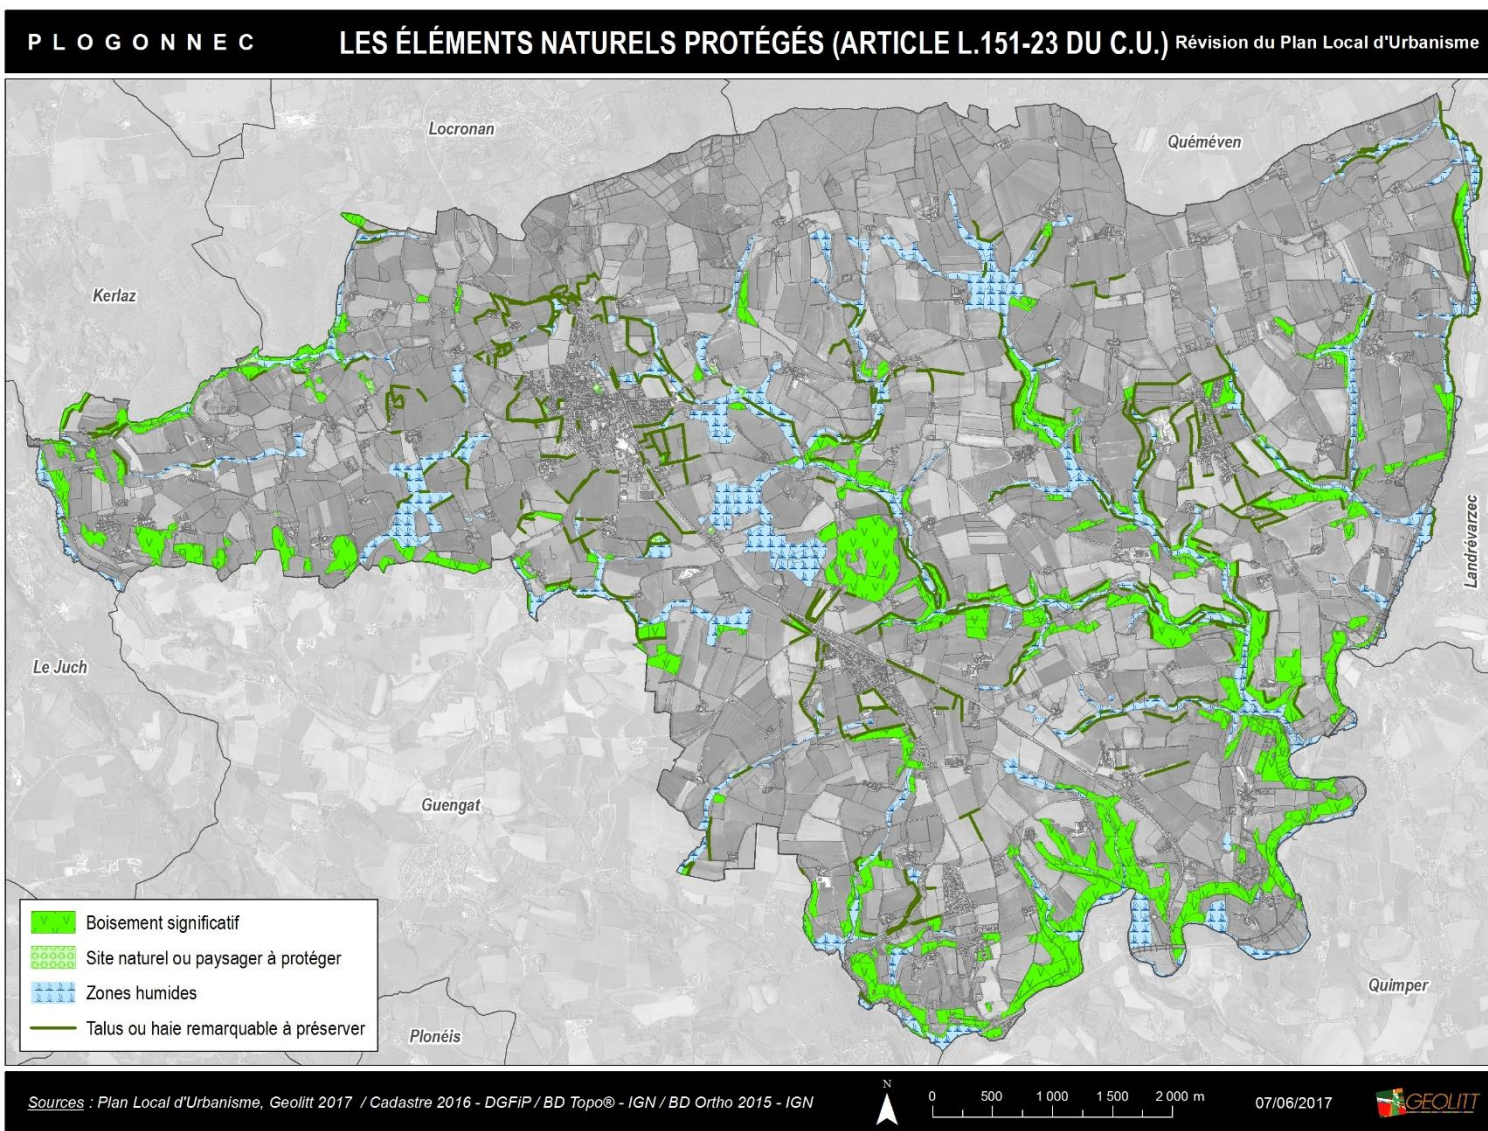 PLOGONNEC
LES ÉLÉMENTS NATURELS PROTÉGÉS (ARTICLE L.151-23 DU C.U.) Révision du Plan Local d'Urbanisme
Locronan
Quéméven
Kerlaz
Landrévarzec
Le Juch
Guengat
Quimper
Plonéis
Boisement significatif
Site naturel ou paysager à protéger
Zones humides
Talus ou haie remarquable à préserver
Sources : Plan Local d'Urbanisme, Geolitt 2017 / Cadastre 2016 - DGFiP / BD Topo® - IGN / BD Ortho 2015 - IGN
N
0 500 1 000 1 500 2 000 m
07/06/2017
GEOLITT